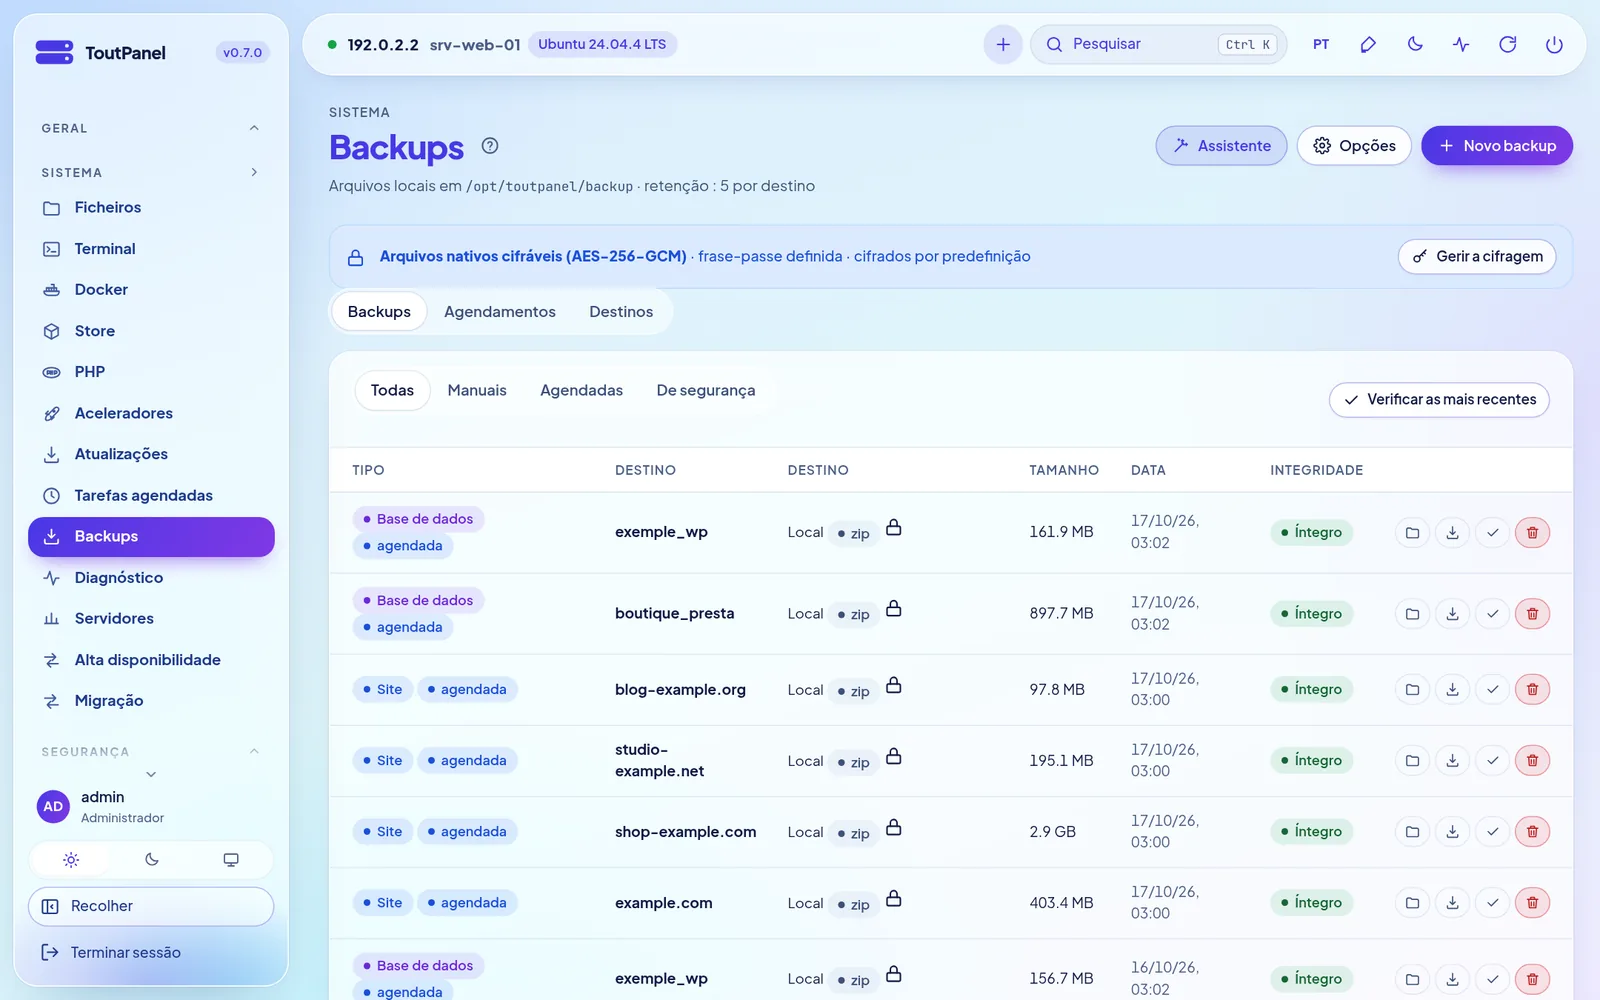 ToutPanel
v0.7.0
GERAL
SISTEMA
Ficheiros
Terminal
Docker
Store
PHP
Aceleradores
Atualizações
Tarefas agendadas
Backups
Diagnóstico
Servidores
Alta disponibilidade
Migração
SEGURANÇA
AD
admin
Administrador
Recolher
Terminar sessão
192.0.2.2 srv-web-01 Ubuntu 24.04.4 LTS
Pesquisar Ctrl K
PT
SISTEMA
Backups
Arquivos locais em /opt/toutpanel/backup · retenção : 5 por destino
Assistente
Opções
Novo backup
Arquivos nativos cifráveis (AES-256-GCM) · frase-passe definida · cifrados por predefinição
Gerir a cifragem
Backups Agendamentos Destinos
Todas Manuais Agendadas De segurança
Verificar as mais recentes
TIPO DESTINO DESTINO TAMANHO DATA INTEGRIDADE
Base de dados
agendada
exemple_wp
Local zip
161.9 MB
17/10/26,
03:02
Íntegro
Base de dados
agendada
boutique_presta
Local zip
897.7 MB
17/10/26,
03:02
Íntegro
Site agendada
blog-example.org
Local zip
97.8 MB
17/10/26,
03:00
Íntegro
Site agendada
studio-
example.net
Local zip
195.1 MB
17/10/26,
03:00
Íntegro
Site agendada
shop-example.com
Local zip
2.9 GB
17/10/26,
03:00
Íntegro
Site agendada
example.com
Local zip
403.4 MB
17/10/26,
03:00
Íntegro
Base de dados
agendada
exemple_wp
Local zip
156.7 MB
16/10/26,
03:02
Íntegro